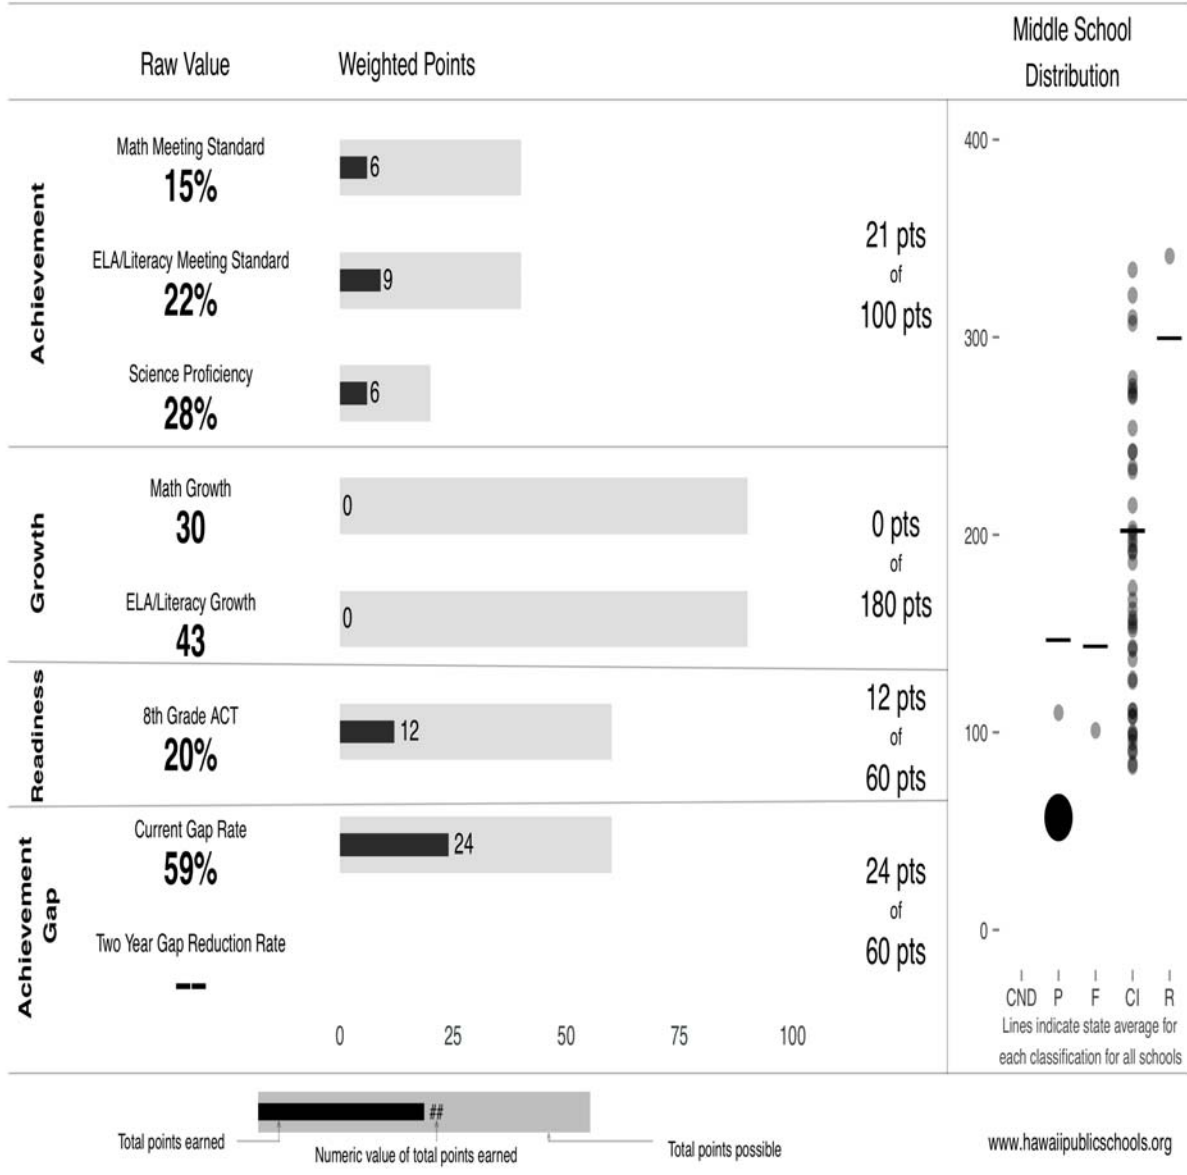 Raw Value
Weighted Points
Middle School
Distribution
Achievement
Math Meeting Standard
15%
6
ELA/Literacy Meeting Standard
22%
9
Science Proficiency
28%
6
21 pts
of
100 pts
Growth
Math Growth
30
0
ELA/Literacy Growth
43
0
0 pts
of
180 pts
Readiness
8th Grade ACT
20%
12
12 pts
of
60 pts
Achievement
Gap
Current Gap Rate
59%
24
Two Year Gap Reduction Rate
--
24 pts
of
60 pts
0 25 50 75 100
400
300
200
100
0
CND P F CI R
Lines indicate state average for
each classification for all schools
##
Total points earned
Numeric value of total points earned
Total points possible
www.hawaiipublicschools.org